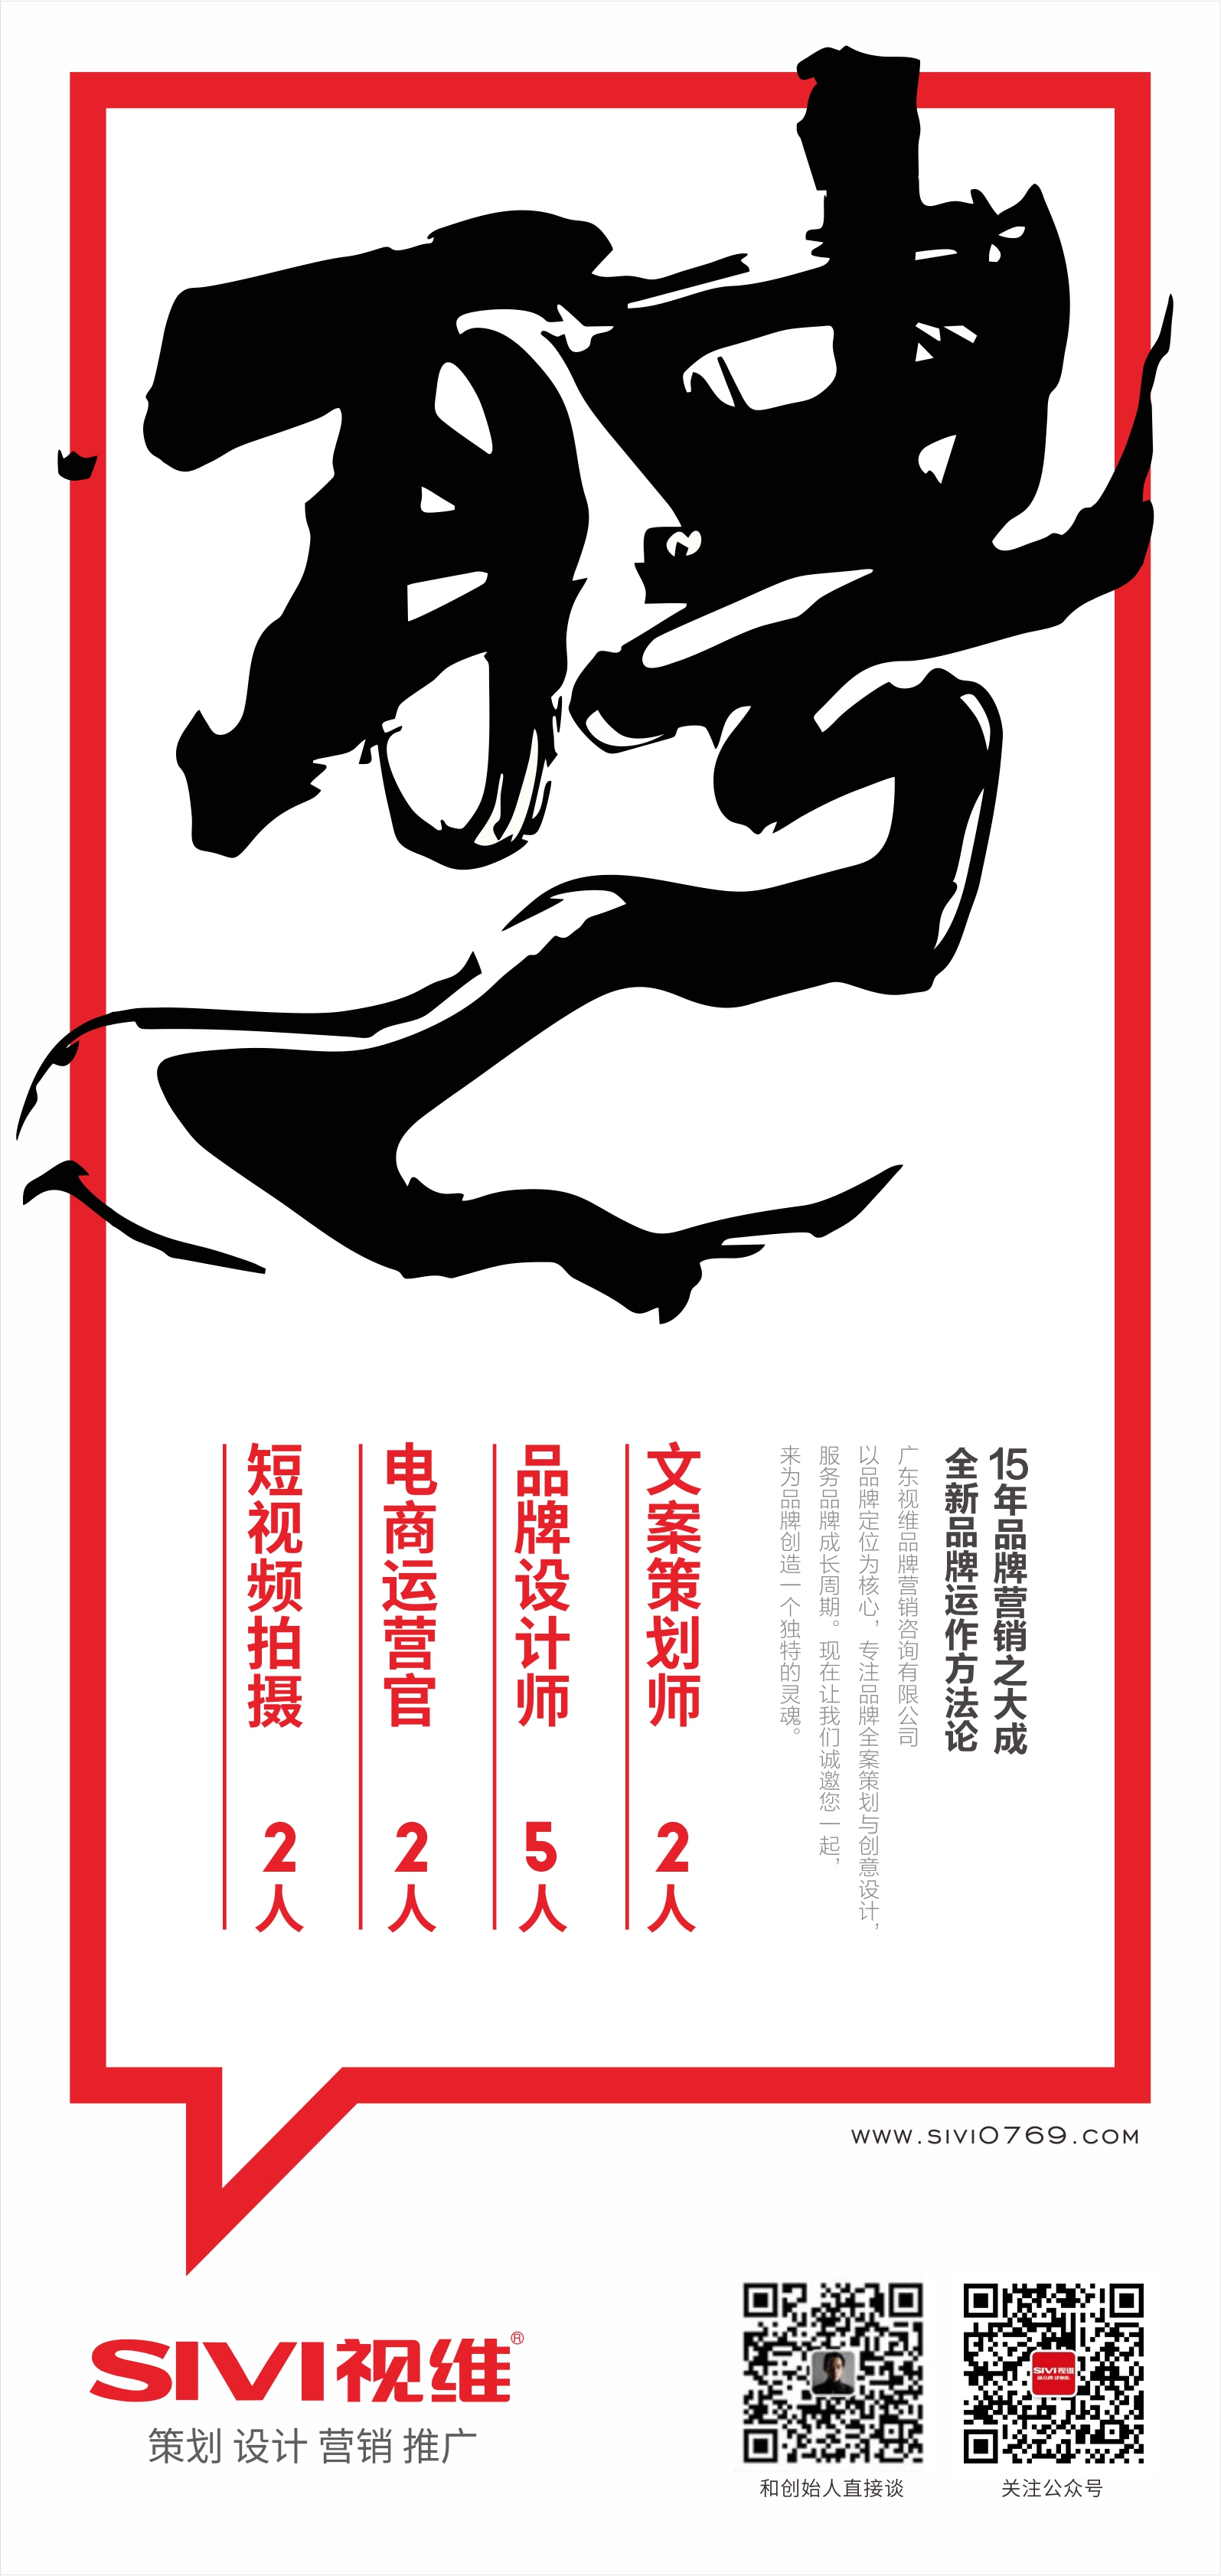 聘
15年品牌营销之大成
全新品牌运作方法论
广东视维品牌营销咨询有限公司
以品牌定位为核心，专注品牌全案策划与创意设计，
服务品牌成长周期。现在让我们诚邀您一起，
来为品牌创造一个独特的灵魂。
文案策划师 2人
品牌设计师 5人
电商运营官 2人
短视频拍摄 2人
WWW.SIVI0769.COM
SIVI视维®
策划 设计 营销 推广
SIVI视维
和创始人直接谈
关注公众号